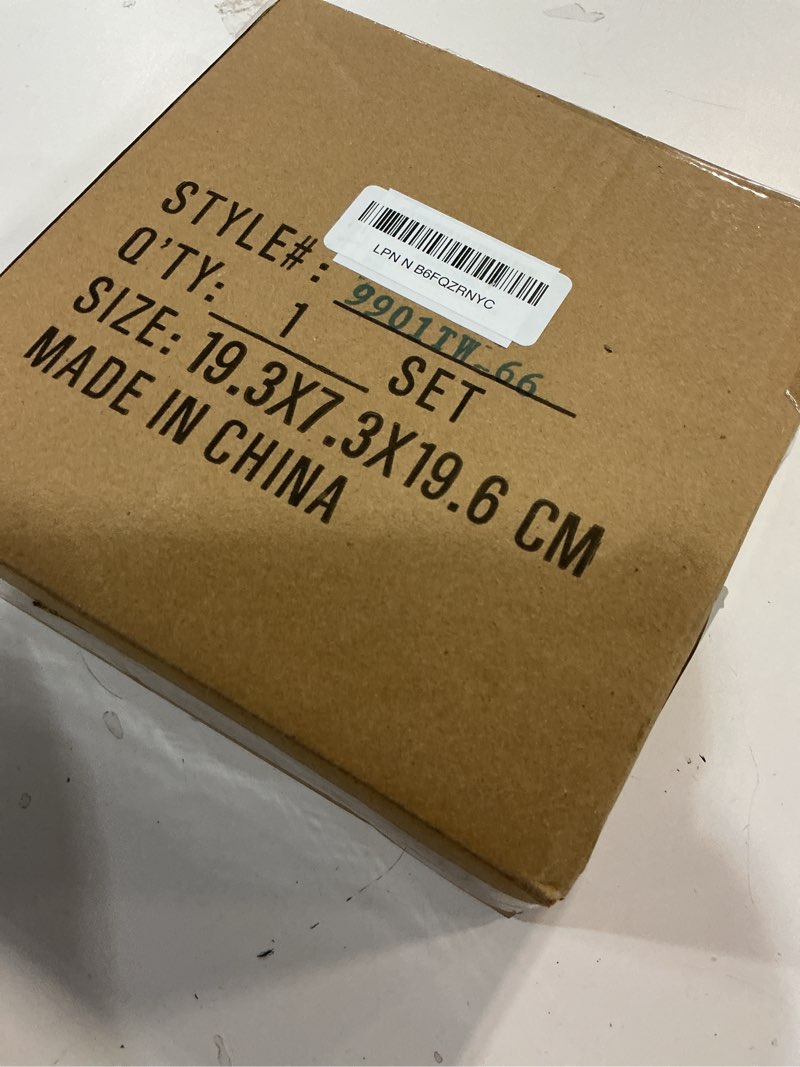 LPN N B6FQZRNYC
STYLE#: 9901TW-66
Q'TY: 1 SET
SIZE: 19.3X7.3X19.6 CM
MADE IN CHINA